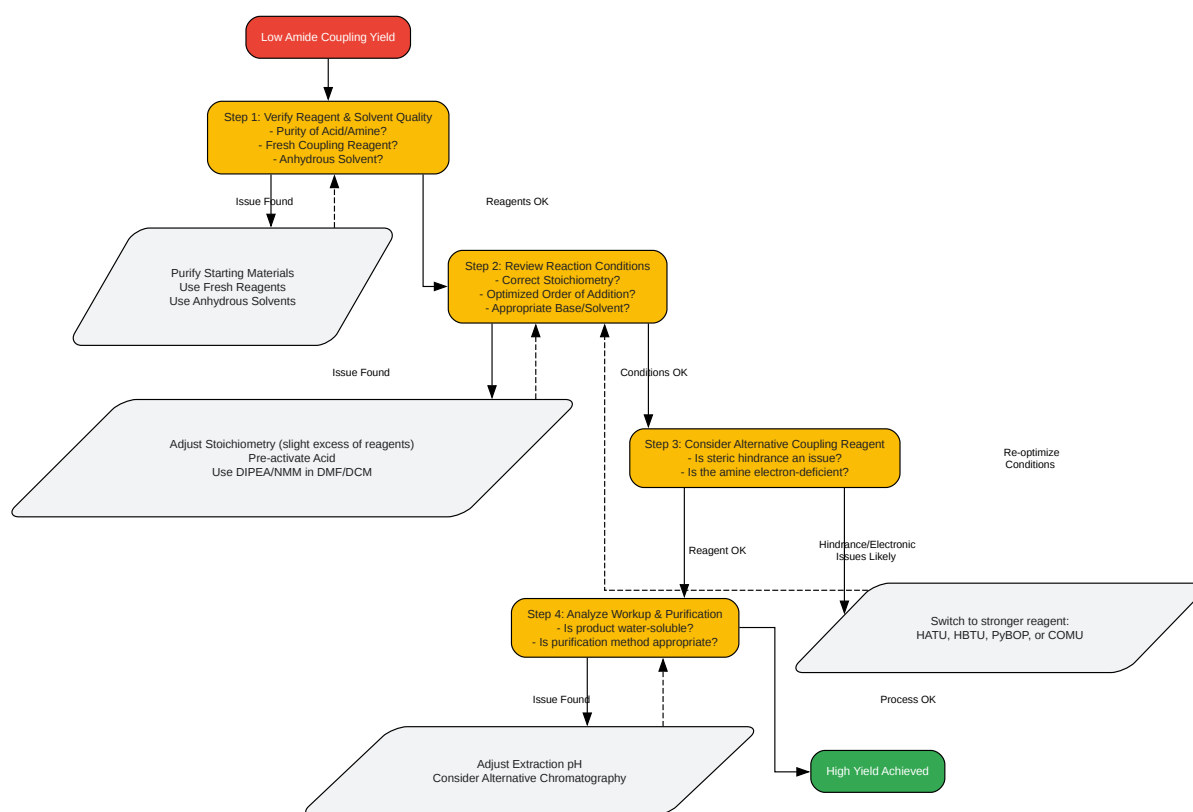 Low Amide Coupling Yield
Step 1: Verify Reagent & Solvent Quality
- Purity of Acid/Amine?
- Fresh Coupling Reagent?
- Anhydrous Solvent?
Issue Found
Reagents OK
Purify Starting Materials
Use Fresh Reagents
Use Anhydrous Solvents
Step 2: Review Reaction Conditions
- Correct Stoichiometry?
- Optimized Order of Addition?
- Appropriate Base/Solvent?
Issue Found
Conditions OK
Adjust Stoichiometry (slight excess of reagents)
Pre-activate Acid
Use DIPEA/NMM in DMF/DCM
Step 3: Consider Alternative Coupling Reagent
- Is steric hindrance an issue?
- Is the amine electron-deficient?
Re-optimize
Conditions
Reagent OK
Hindrance/Electronic
Issues Likely
Switch to stronger reagent:
HATU, HBTU, PyBOP, or COMU
Step 4: Analyze Workup & Purification
- Is product water-soluble?
- Is purification method appropriate?
Issue Found
Process OK
Adjust Extraction pH
Consider Alternative Chromatography
High Yield Achieved